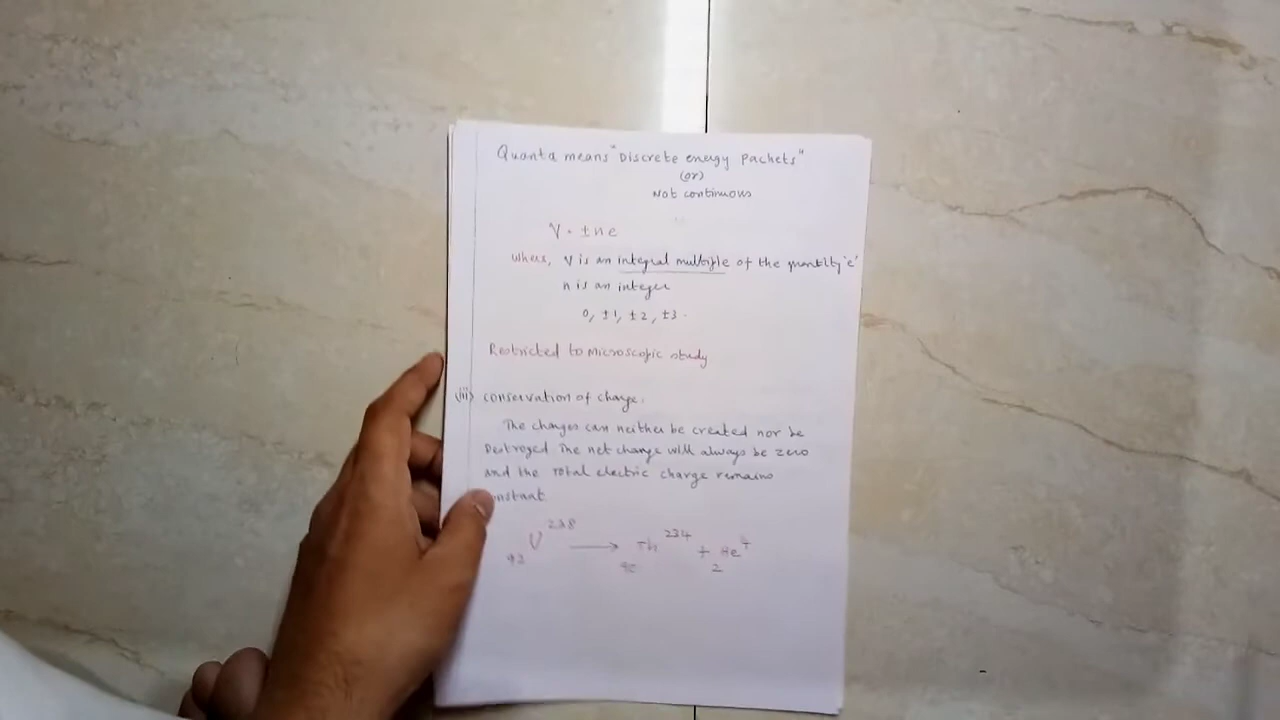 Quanta means "Discrete energy packets"
(or)
Not continuous
V = ±ne
where, V is an integral multiple of the quantity 'e'
n is an integer
0, ±1, ±2, ±3.
Restricted to Microscopic study
iii) conservation of charge:
The charges can neither be created nor be
Destroyed The net charge will always be zero
and the total electric charge remains
constant
92 U 238 ⟶ 90 Th 234 + 2 He 4